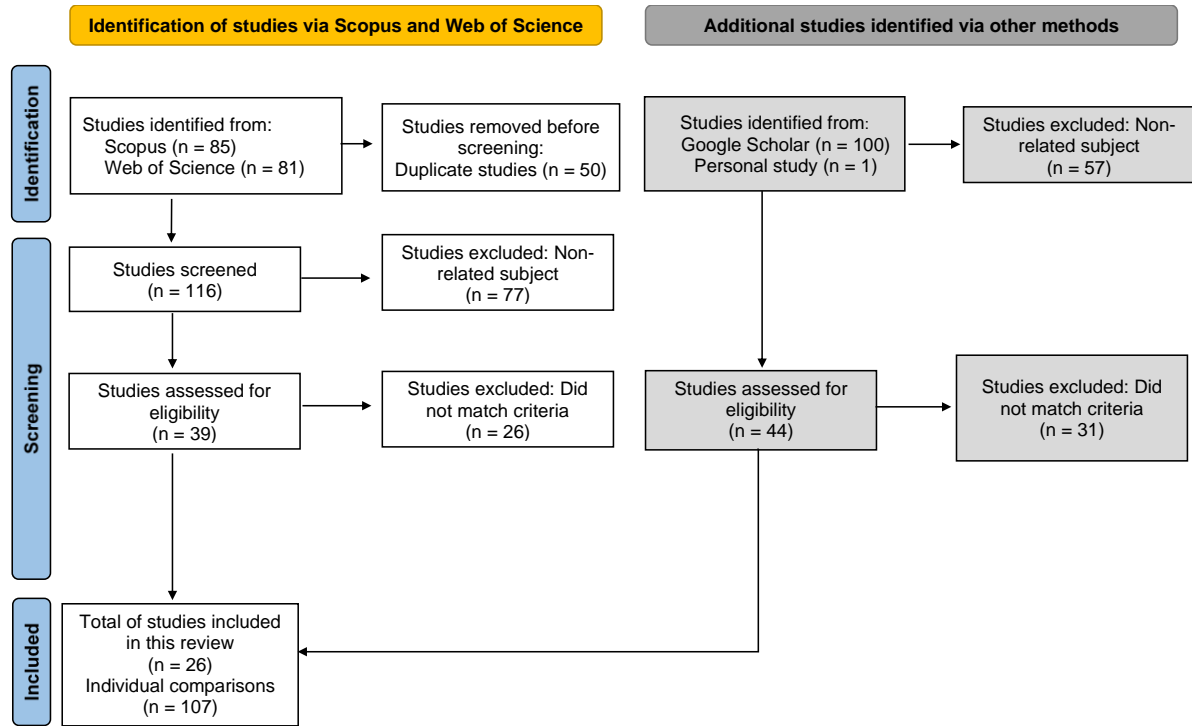 Identification of studies via Scopus and Web of Science
Additional studies identified via other methods
Identification
Studies identified from:
Scopus (n = 85)
Web of Science (n = 81)
Studies removed before
screening:
Duplicate studies (n = 50)
Studies identified from:
Google Scholar (n = 100)
Personal study (n = 1)
Studies excluded: Non-
related subject
(n = 57)
Screening
Studies screened
(n = 116)
Studies excluded: Non-
related subject
(n = 77)
Studies assessed for
eligibility
(n = 39)
Studies excluded: Did
not match criteria
(n = 26)
Studies assessed for
eligibility
(n = 44)
Studies excluded: Did
not match criteria
(n = 31)
Included
Total of studies included
in this review
(n = 26)
Individual comparisons
(n = 107)